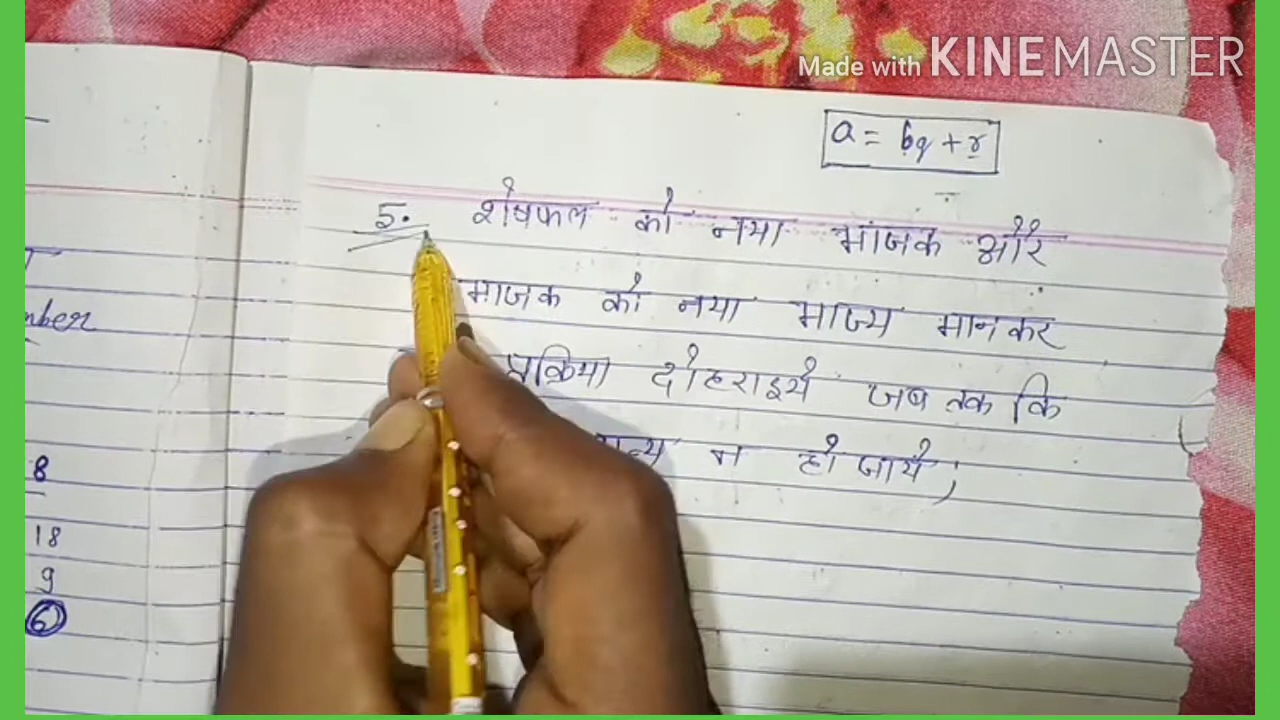 Made with KINEMASTER
a = bq + r
5. शेषफल को नया भाजक और
भाजक को नया भाज्य मानकर
प्रक्रिया दोहराइये जब तक कि
न हो जाये;
mber
8
18
9
6